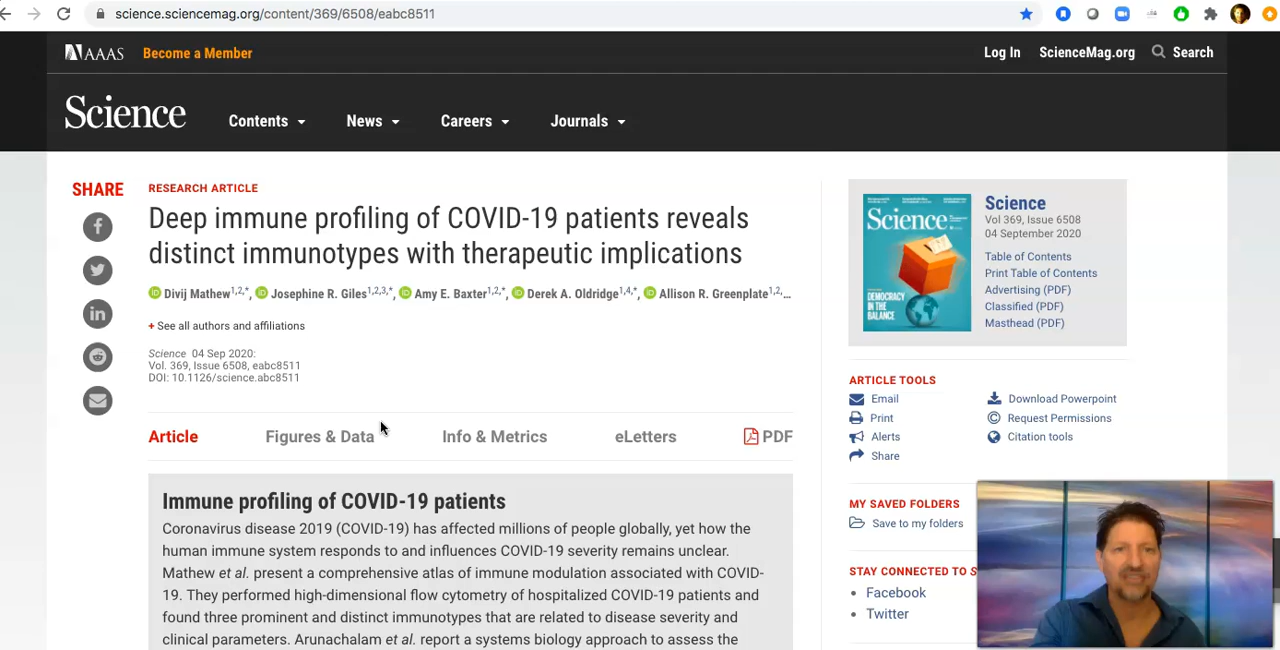 science.sciencemag.org/content/369/6508/eabc8511
AAAS
Become a Member
Log In
ScienceMag.org
Search
Science
Contents
News
Careers
Journals
SHARE
RESEARCH ARTICLE
Deep immune profiling of COVID-19 patients reveals
distinct immunotypes with therapeutic implications
Divij Mathew1,2,*, Josephine R. Giles1,2,3,*, Amy E. Baxter1,2,*, Derek A. Oldridge1,4,*, Allison R. Greenplate1,2,…
+ See all authors and affiliations
Science 04 Sep 2020:
Vol. 369, Issue 6508, eabc8511
DOI: 10.1126/science.abc8511
Article
Figures & Data
Info & Metrics
eLetters
PDF
Immune profiling of COVID-19 patients
Coronavirus disease 2019 (COVID-19) has affected millions of people globally, yet how the
human immune system responds to and influences COVID-19 severity remains unclear.
Mathew et al. present a comprehensive atlas of immune modulation associated with COVID-
19. They performed high-dimensional flow cytometry of hospitalized COVID-19 patients and
found three prominent and distinct immunotypes that are related to disease severity and
clinical parameters. Arunachalam et al. report a systems biology approach to assess the
Science
DEMOCRACY
IN THE
BALANCE
Science
Vol 369, Issue 6508
04 September 2020
Table of Contents
Print Table of Contents
Advertising (PDF)
Classified (PDF)
Masthead (PDF)
ARTICLE TOOLS
Email
Download Powerpoint
Print
Request Permissions
Alerts
Citation tools
Share
MY SAVED FOLDERS
Save to my folders
STAY CONNECTED TO S
Facebook
Twitter